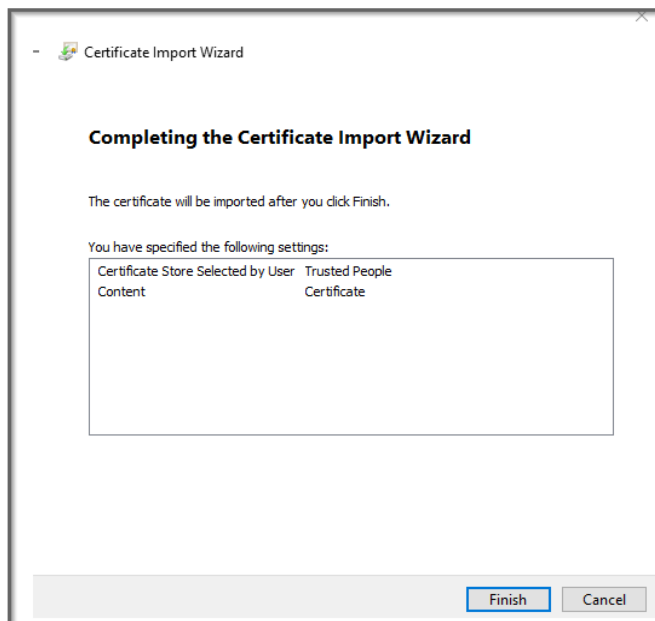 Certificate Import Wizard
Completing the Certificate Import Wizard
The certificate will be imported after you click Finish.
You have specified the following settings:
Certificate Store Selected by User Trusted People
Content Certificate
Finish Cancel